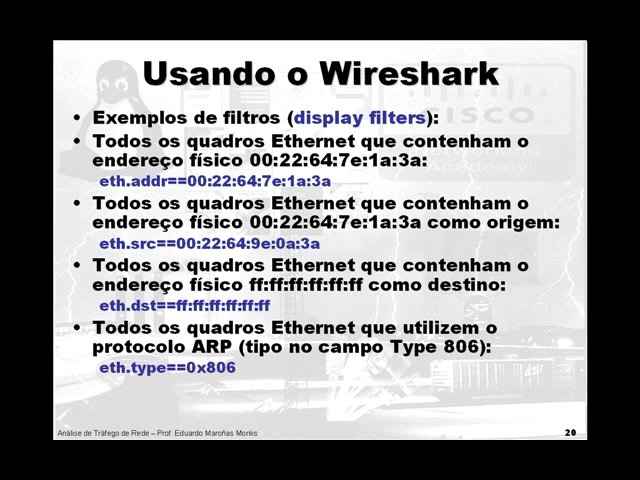 Usando o Wireshark
• Exemplos de filtros (display filters):
• Todos os quadros Ethernet que contenham o
endereço físico 00:22:64:7e:1a:3a:
eth.addr==00:22:64:7e:1a:3a
• Todos os quadros Ethernet que contenham o
endereço físico 00:22:64:7e:1a:3a como origem:
eth.src==00:22:64:9e:0a:3a
• Todos os quadros Ethernet que contenham o
endereço físico ff:ff:ff:ff:ff:ff como destino:
eth.dst==ff:ff:ff:ff:ff:ff
• Todos os quadros Ethernet que utilizem o
protocolo ARP (tipo no campo Type 806):
eth.type==0x806
CISCO
Academy
Análise de Tráfego de Rede – Prof. Eduardo Maroñas Monks
20